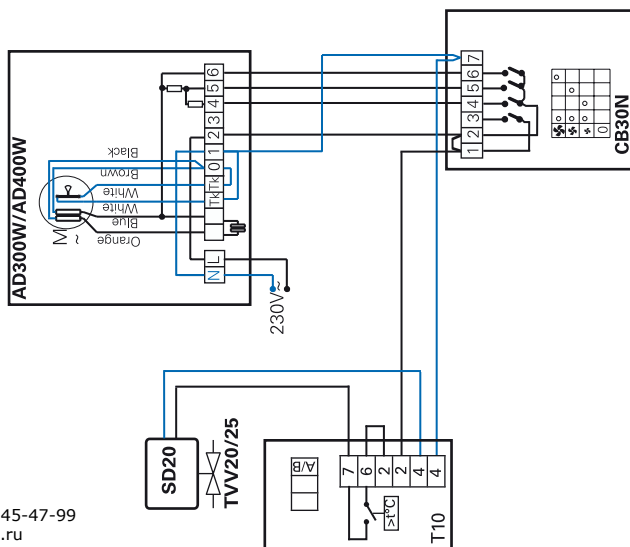 AD300W/AD400W
Black
Brown
White
White
Blue
Orange
M
~
6
5
4
3
2
1
0
Tk
Tk
L
N
230V~
7
6
5
4
3
2
1
0
CB30N
SD20
TVV20/25
A/B
7
6
2
2
4
4
>t°C
T10
45-47-99
.ru